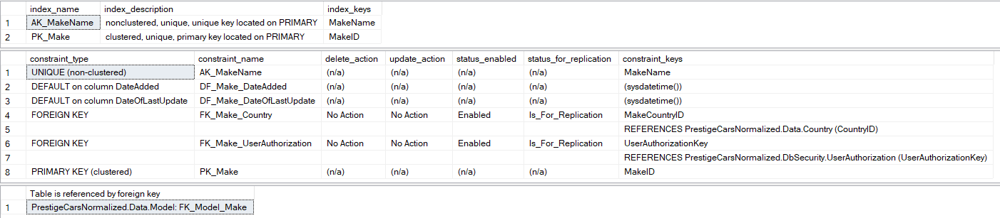 index_name index_description index_keys
1 AK_MakeName nonclustered, unique, unique key located on PRIMARY MakeName
2 PK_Make clustered, unique, primary key located on PRIMARY MakeID
constraint_type constraint_name delete_action update_action status_enabled status_for_replication constraint_keys
1 UNIQUE (non-clustered) AK_MakeName (n/a) (n/a) (n/a) (n/a) MakeName
2 DEFAULT on column DateAdded DF_Make_DateAdded (n/a) (n/a) (n/a) (n/a) (sysdatetime())
3 DEFAULT on column DateOfLastUpdate DF_Make_DateOfLastUpdate (n/a) (n/a) (n/a) (n/a) (sysdatetime())
4 FOREIGN KEY FK_Make_Country No Action No Action Enabled Is_For_Replication MakeCountryID
5 REFERENCES PrestigeCarsNormalized.Data.Country (CountryID)
6 FOREIGN KEY FK_Make_UserAuthorization No Action No Action Enabled Is_For_Replication UserAuthorizationKey
7 REFERENCES PrestigeCarsNormalized.DbSecurity.UserAuthorization (UserAuthorizationKey)
8 PRIMARY KEY (clustered) PK_Make (n/a) (n/a) (n/a) (n/a) MakeID
Table is referenced by foreign key
1 PrestigeCarsNormalized.Data.Model: FK_Model_Make